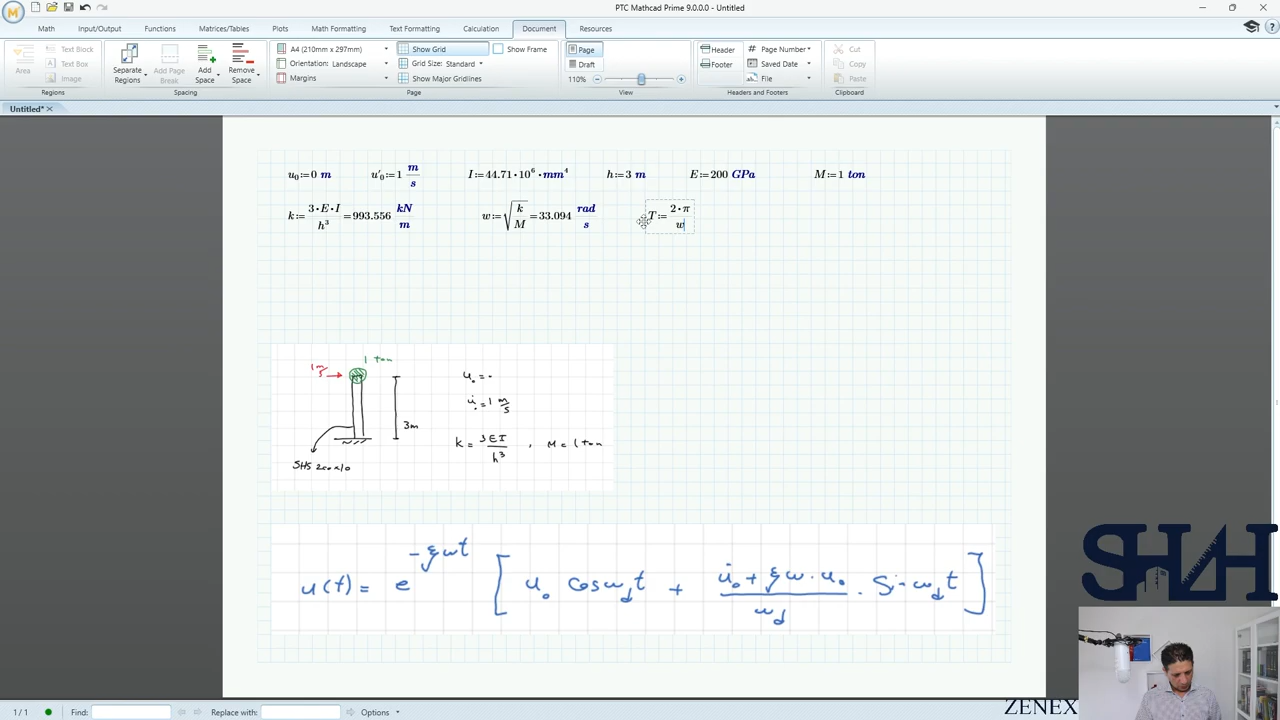 PTC Mathcad Prime 9.0.0.0 - Untitled
Math Input/Output Functions Matrices/Tables Plots Math Formatting Text Formatting Calculation Document Resources
Area
Text Block
Text Box
Image
Regions
Separate Regions
Add Page Break
Add Space
Remove Space
Spacing
A4 (210mm x 297mm)
Orientation: Landscape
Margins
Show Grid
Show Frame
Grid Size: Standard
Show Major Gridlines
Page
Page
Draft
110%
View
Header
Footer
Page Number
Saved Date
File
Headers and Footers
Cut
Copy
Paste
Clipboard
Untitled*
u₀:=0 m u'₀:=1 m/s I:=44.71•10⁶•mm⁴ h:=3 m E:=200 GPa M:=1 ton
k:=3•E•I/h³=993.556 kN/m w:=√(k/M)=33.094 rad/s T:=2•π/w
1 m/s
1 ton
3m
SHS 200x10
u₀ = 0
u̇₀ = 1 m/s
k = 3EI/h³ , M = 1 ton
u(t) = e^(-ξωt) [ u₀ cosω_d t + (u̇₀ + ξω · u₀)/ω_d · Sin ω_d t ]
SHZH
ZENEX
1 / 1
Find:
Replace with:
Options